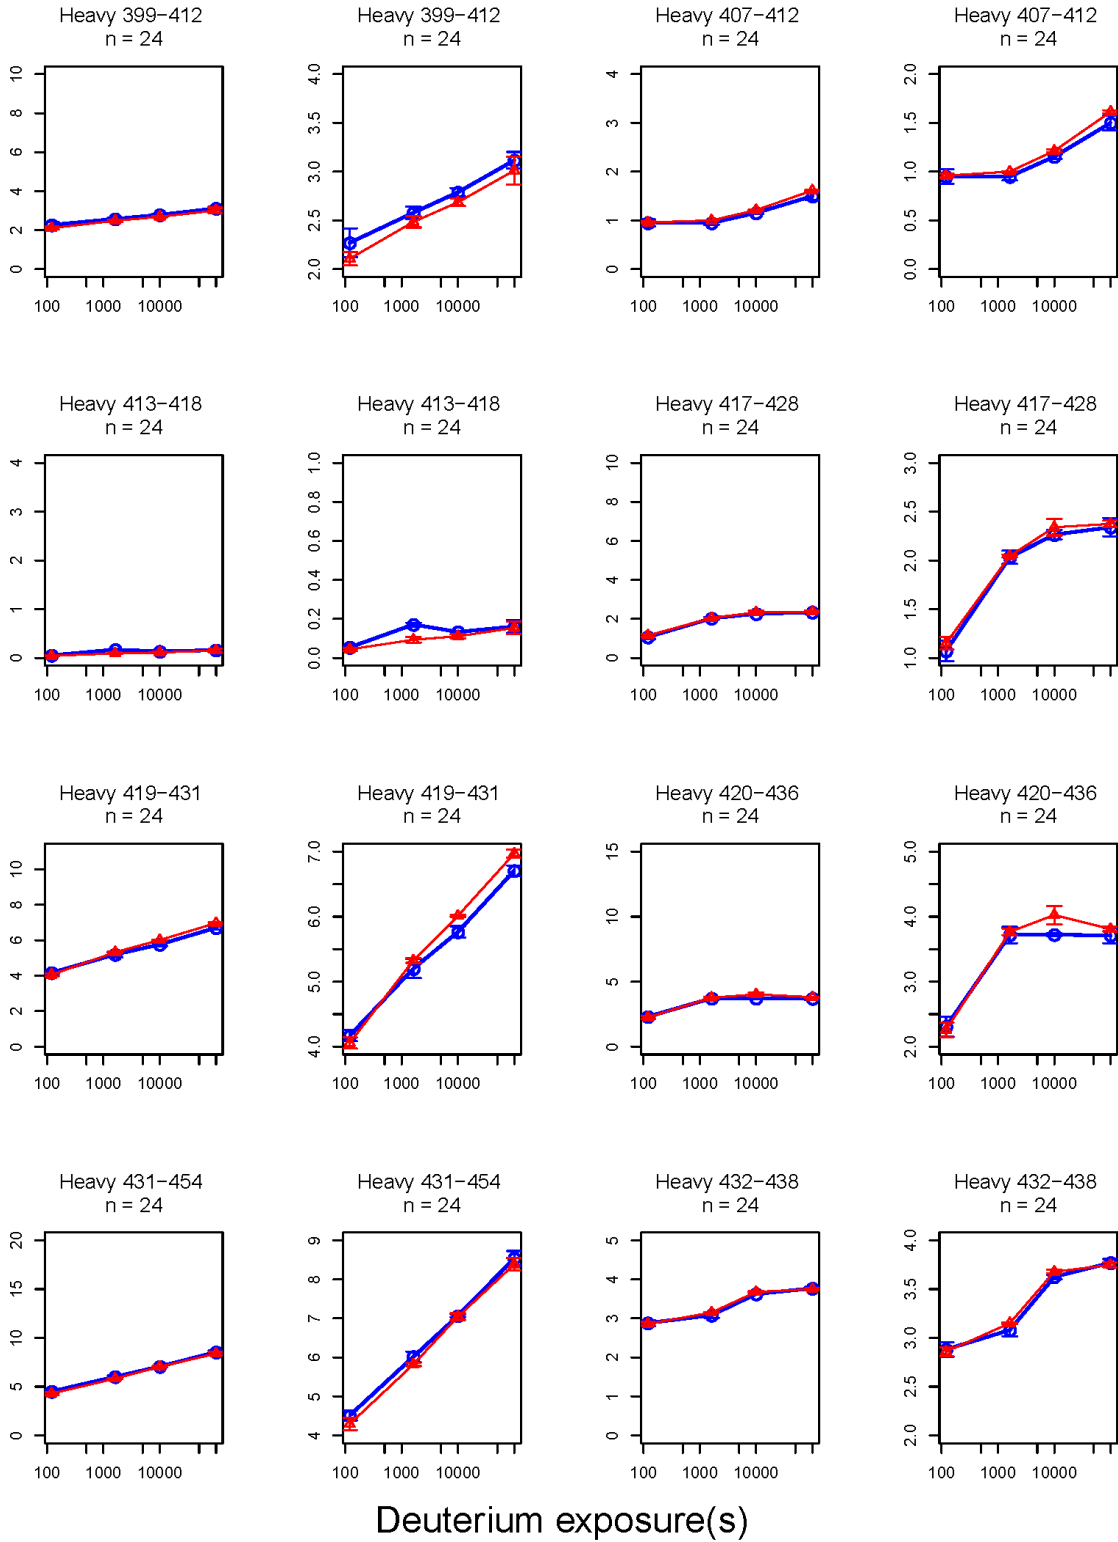 Heavy 399−412
n = 24
0 2 4 6 8 10
100 1000 10000
Heavy 399−412
n = 24
2.0 2.5 3.0 3.5 4.0
100 1000 10000
Heavy 407−412
n = 24
0 1 2 3 4
100 1000 10000
Heavy 407−412
n = 24
0.0 0.5 1.0 1.5 2.0
100 1000 10000
Heavy 413−418
n = 24
0 1 2 3 4
100 1000 10000
Heavy 413−418
n = 24
0.0 0.2 0.4 0.6 0.8 1.0
100 1000 10000
Heavy 417−428
n = 24
0 2 4 6 8 10
100 1000 10000
Heavy 417−428
n = 24
1.0 1.5 2.0 2.5 3.0
100 1000 10000
Heavy 419−431
n = 24
0 2 4 6 8 10
100 1000 10000
Heavy 419−431
n = 24
4.0 5.0 6.0 7.0
100 1000 10000
Heavy 420−436
n = 24
0 5 10 15
100 1000 10000
Heavy 420−436
n = 24
2.0 3.0 4.0 5.0
100 1000 10000
Heavy 431−454
n = 24
0 5 10 15 20
100 1000 10000
Heavy 431−454
n = 24
4 5 6 7 8 9
100 1000 10000
Heavy 432−438
n = 24
0 1 2 3 4 5
100 1000 10000
Heavy 432−438
n = 24
2.0 2.5 3.0 3.5 4.0
100 1000 10000
Deuterium exposure(s)